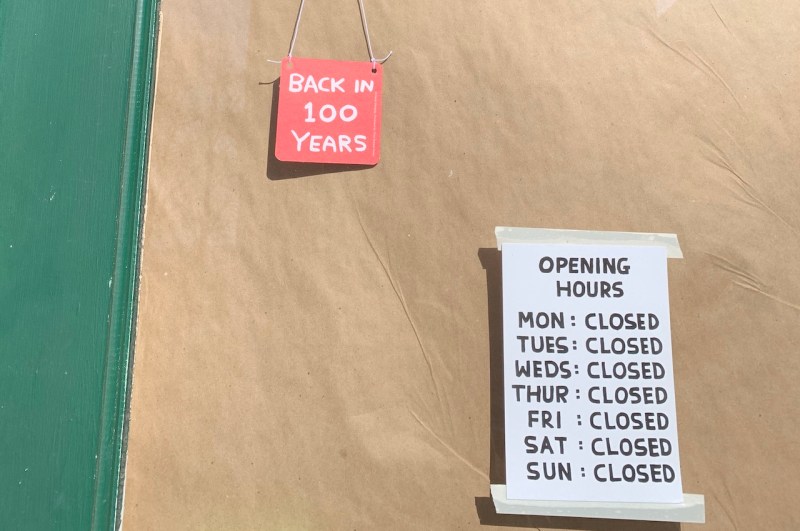 BACK IN
100
YEARS
OPENING
HOURS
MON : CLOSED
TUES : CLOSED
WEDS : CLOSED
THUR : CLOSED
FRI : CLOSED
SAT : CLOSED
SUN : CLOSED